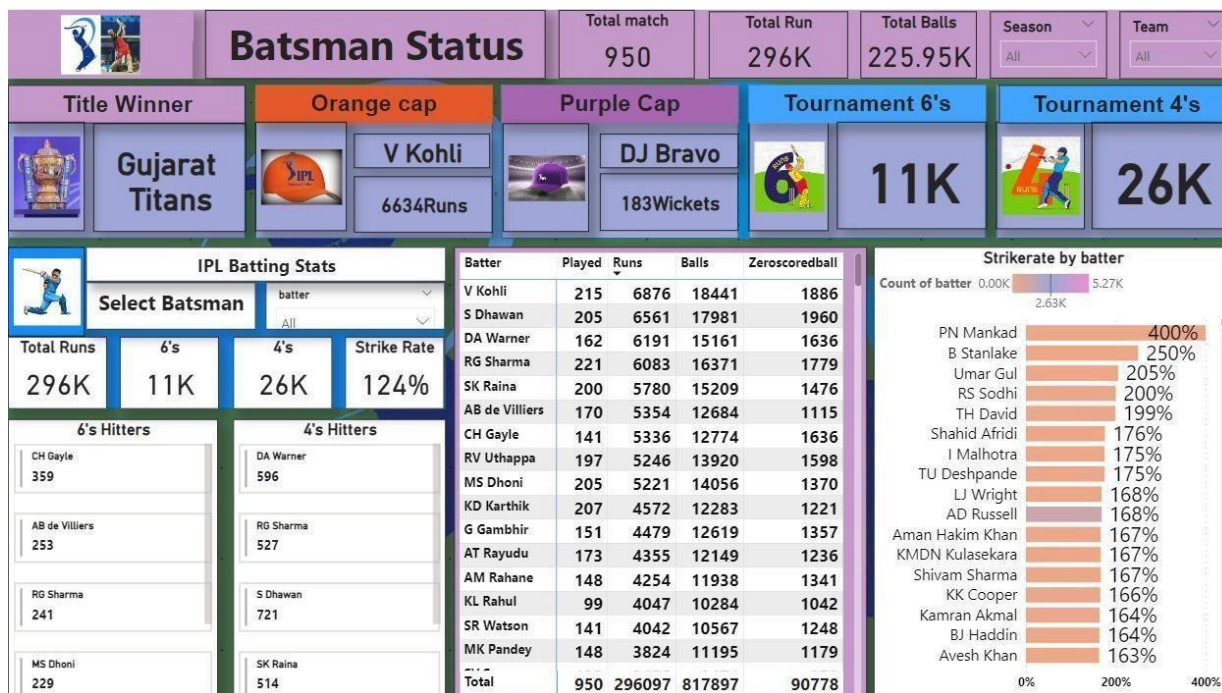 Batsman Status
Total match
950
Total Run
296K
Total Balls
225.95K
Season
All
Team
All
Title Winner
Gujarat
Titans
Orange cap
IPL
V Kohli
6634Runs
Purple Cap
DJ Bravo
183Wickets
Tournament 6's
RUNS
6
11K
Tournament 4's
4
RUNS
26K
IPL Batting Stats
Select Batsman
batter
All
Total Runs
296K
6's
11K
4's
26K
Strike Rate
124%
6's Hitters
CH Gayle
359
AB de Villiers
253
RG Sharma
241
MS Dhoni
229
4's Hitters
DA Warner
596
RG Sharma
527
S Dhawan
721
SK Raina
514
Batter Played Runs Balls Zeroscoredball
V Kohli 215 6876 18441 1886
S Dhawan 205 6561 17981 1960
DA Warner 162 6191 15161 1636
RG Sharma 221 6083 16371 1779
SK Raina 200 5780 15209 1476
AB de Villiers 170 5354 12684 1115
CH Gayle 141 5336 12774 1636
RV Uthappa 197 5246 13920 1598
MS Dhoni 205 5221 14056 1370
KD Karthik 207 4572 12283 1221
G Gambhir 151 4479 12619 1357
AT Rayudu 173 4355 12149 1236
AM Rahane 148 4254 11938 1341
KL Rahul 99 4047 10284 1042
SR Watson 141 4042 10567 1248
MK Pandey 148 3824 11195 1179
Total 950 296097 817897 90778
Strikerate by batter
Count of batter 0.00K 5.27K
2.63K
PN Mankad 400%
B Stanlake 250%
Umar Gul 205%
RS Sodhi 200%
TH David 199%
Shahid Afridi 176%
I Malhotra 175%
TU Deshpande 175%
LJ Wright 168%
AD Russell 168%
Aman Hakim Khan 167%
KMDN Kulasekara 167%
Shivam Sharma 167%
KK Cooper 166%
Kamran Akmal 164%
BJ Haddin 164%
Avesh Khan 163%
0% 200% 400%